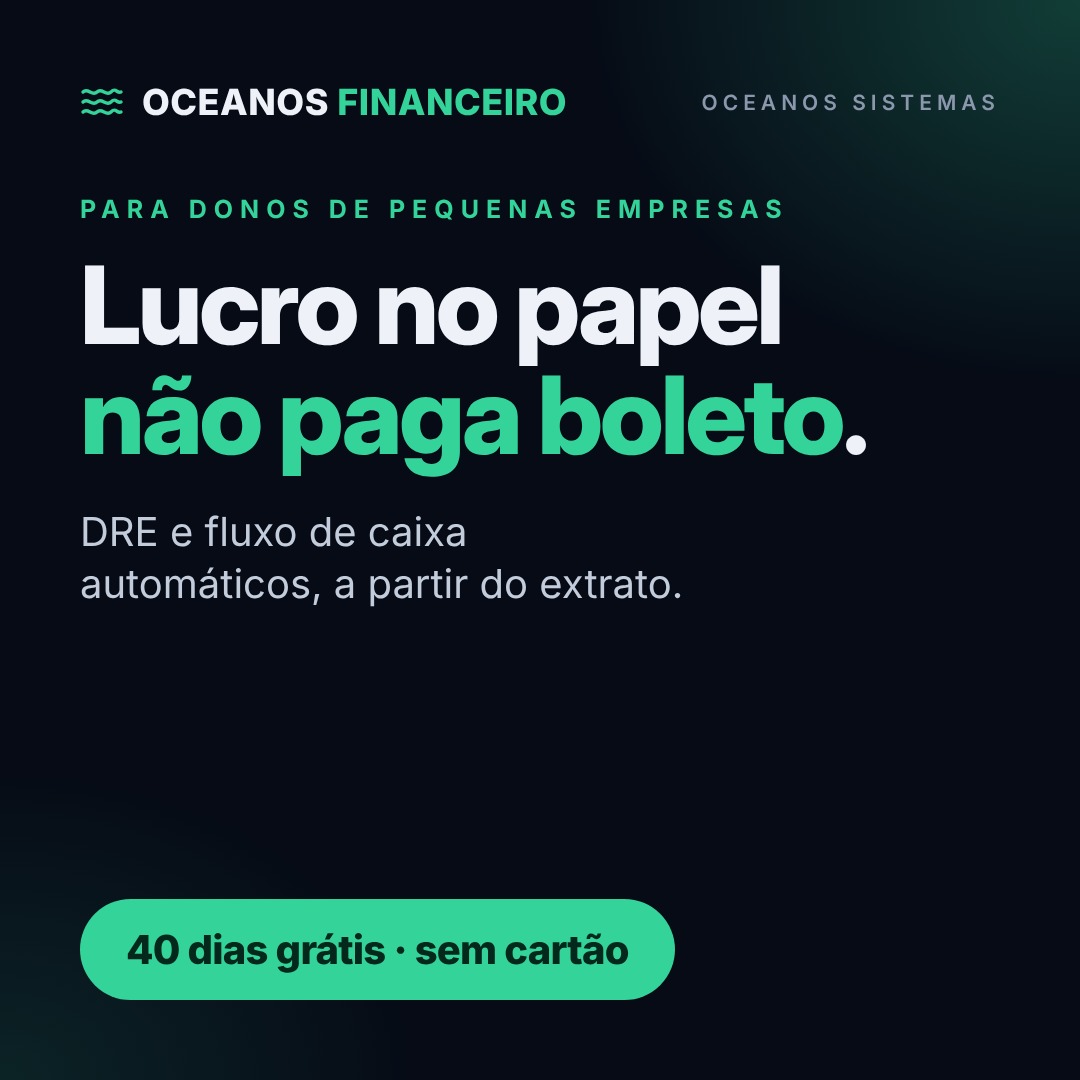 OCEANOS FINANCEIRO
OCEANOS SISTEMAS
PARA DONOS DE PEQUENAS EMPRESAS
Lucro no papel
não paga boleto.
DRE e fluxo de caixa
automáticos, a partir do extrato.
40 dias grátis · sem cartão